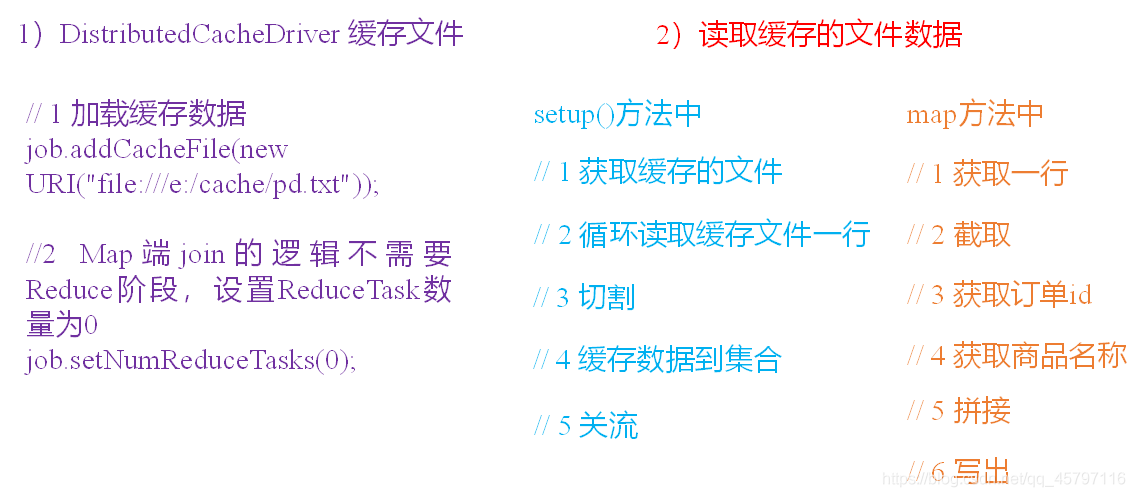 1）DistributedCacheDriver 缓存文件
// 1 加载缓存数据
job.addCacheFile(new
URI("file:///e:/cache/pd.txt"));
//2 Map 端 join 的 逻 辑 不 需 要
Reduce阶段，设置ReduceTask数
量为0
job.setNumReduceTasks(0);
2）读取缓存的文件数据
setup()方法中
// 1 获取缓存的文件
// 2 循环读取缓存文件一行
// 3 切割
// 4 缓存数据到集合
// 5 关流
map方法中
// 1 获取一行
// 2 截取
// 3 获取订单id
// 4 获取商品名称
// 5 拼接
// 6 写出
https://blog.csdn.net/qq_45797116